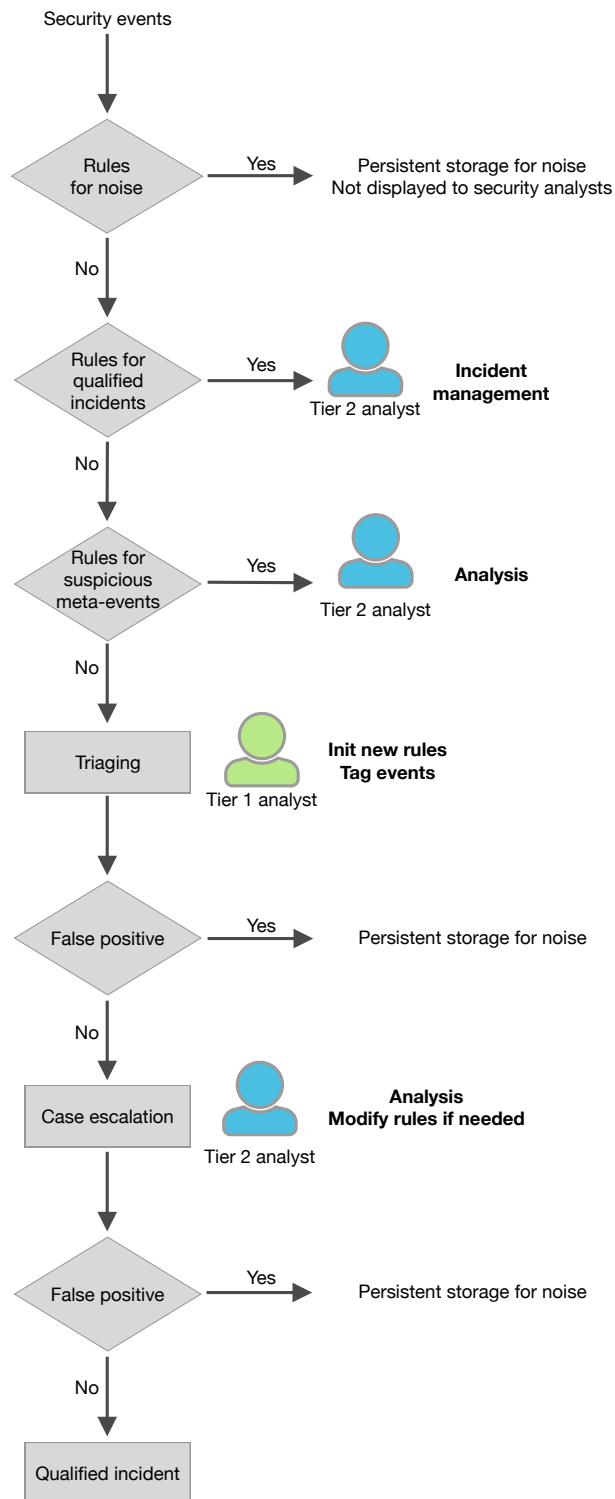 Security events
Rules
for noise
Yes
Persistent storage for noise
Not displayed to security analysts
No
Rules for
qualified
incidents
Yes
Tier 2 analyst
Incident
management
No
Rules for
suspicious
meta-events
Yes
Tier 2 analyst
Analysis
No
Triaging
Tier 1 analyst
Init new rules
Tag events
False positive
Yes
Persistent storage for noise
No
Case escalation
Tier 2 analyst
Analysis
Modify rules if needed
False positive
Yes
Persistent storage for noise
No
Qualified incident